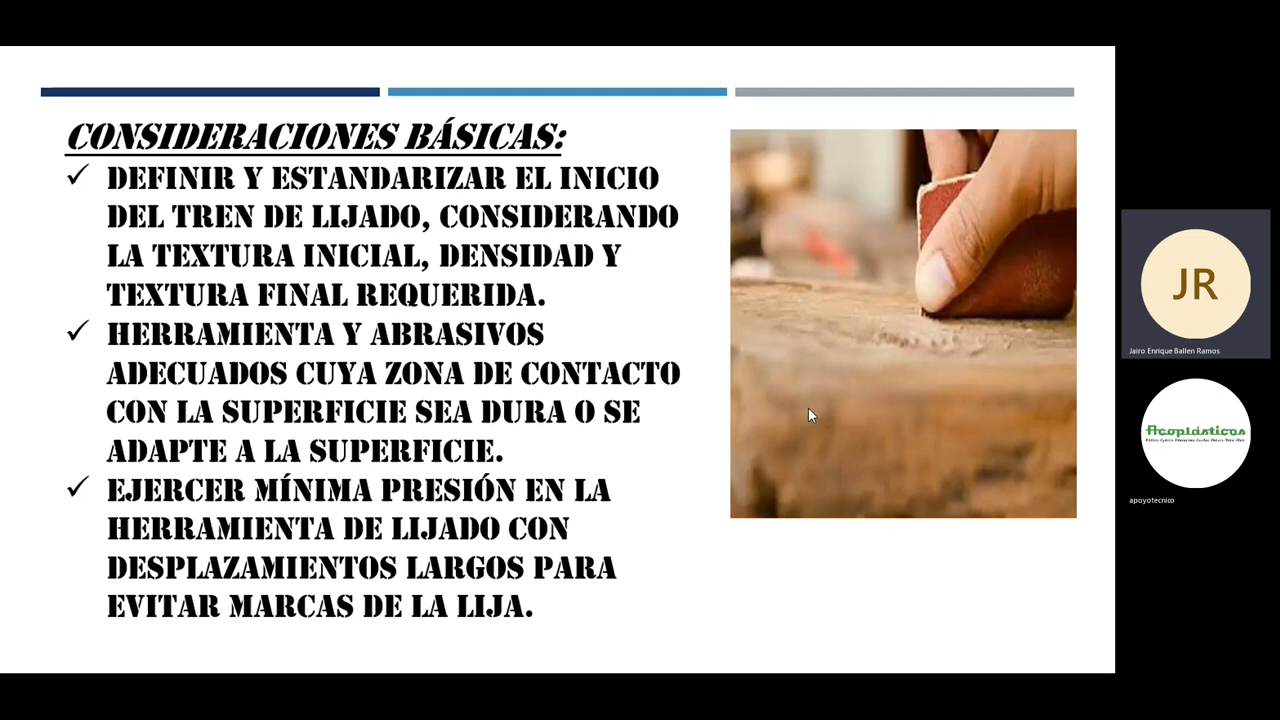 CONSIDERACIONES BÁSICAS:
✓ DEFINIR Y ESTANDARIZAR EL INICIO
DEL TREN DE LIJADO, CONSIDERANDO
LA TEXTURA INICIAL, DENSIDAD Y
TEXTURA FINAL REQUERIDA.
✓ HERRAMIENTA Y ABRASIVOS
ADECUADOS CUYA ZONA DE CONTACTO
CON LA SUPERFICIE SEA DURA O SE
ADAPTE A LA SUPERFICIE.
✓ EJERCER MÍNIMA PRESIÓN EN LA
HERRAMIENTA DE LIJADO CON
DESPLAZAMIENTOS LARGOS PARA
EVITAR MARCAS DE LA LIJA.
JR
Jairo Enrique Ballen Ramos
Acoplásticos
apoyotecnico